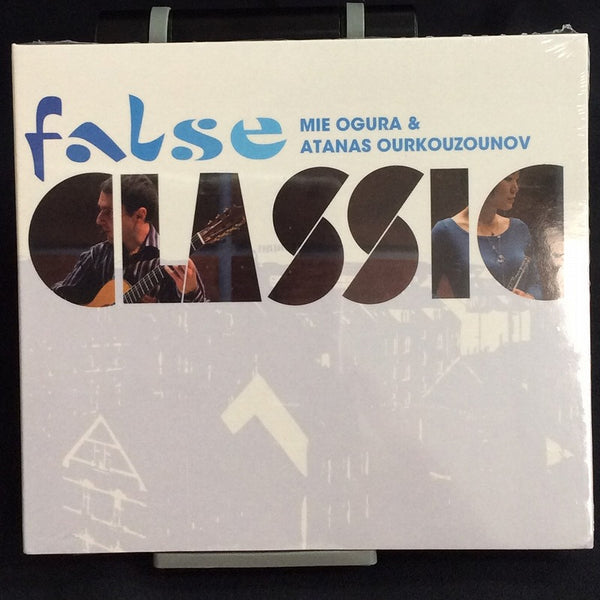 false
MIE OGURA &
ATANAS OURKOUZOUNOV
CLASSIC